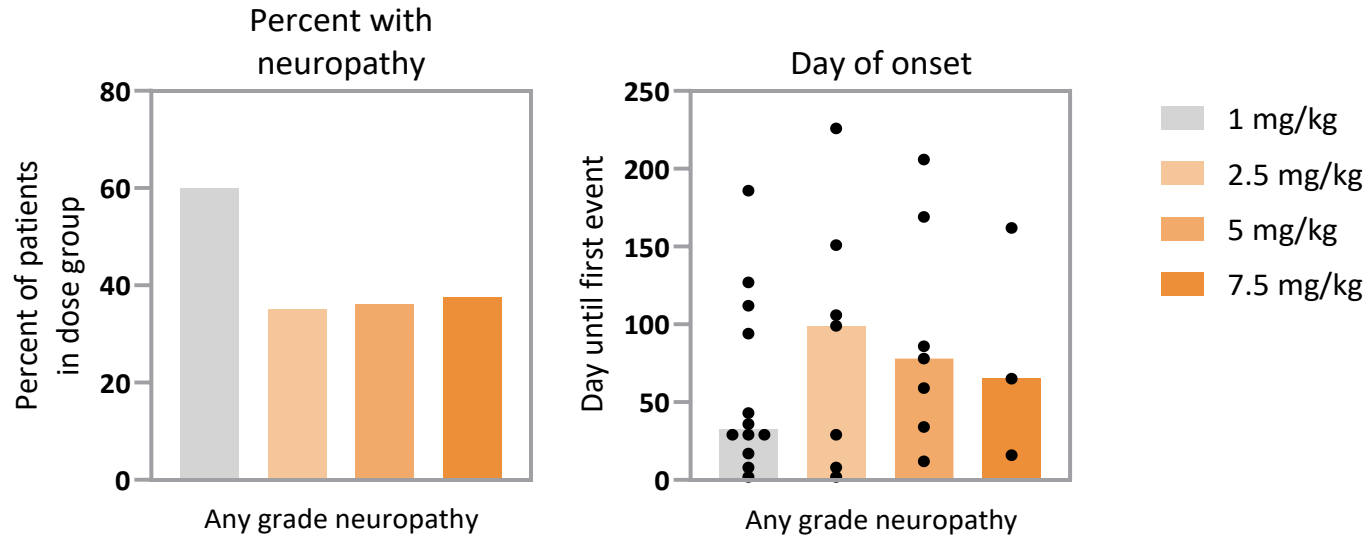 Percent with
neuropathy
Percent of patients
in dose group
80
60
40
20
0
Any grade neuropathy
Day of onset
Day until first event
250
200
150
100
50
0
Any grade neuropathy
1 mg/kg
2.5 mg/kg
5 mg/kg
7.5 mg/kg